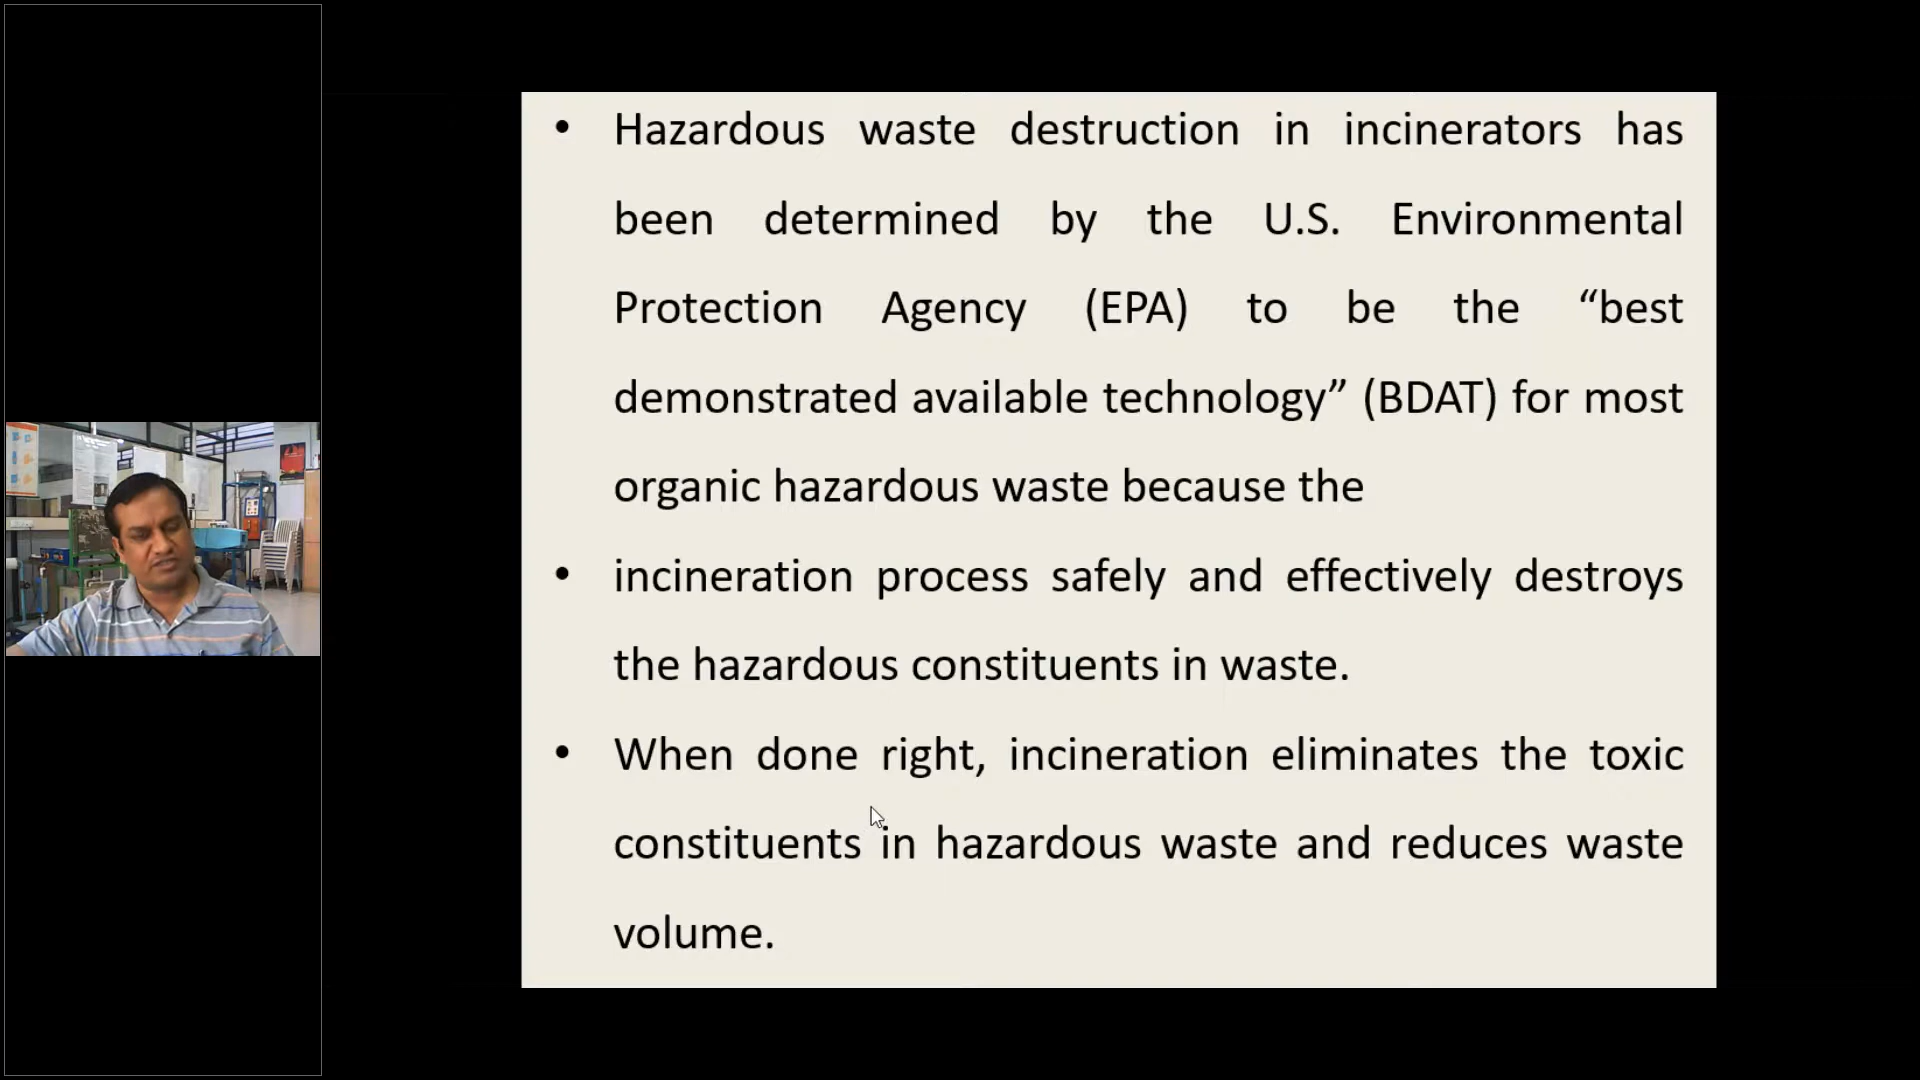 • Hazardous waste destruction in incinerators has
been determined by the U.S. Environmental
Protection Agency (EPA) to be the “best
demonstrated available technology” (BDAT) for most
organic hazardous waste because the
• incineration process safely and effectively destroys
the hazardous constituents in waste.
• When done right, incineration eliminates the toxic
constituents in hazardous waste and reduces waste
volume.